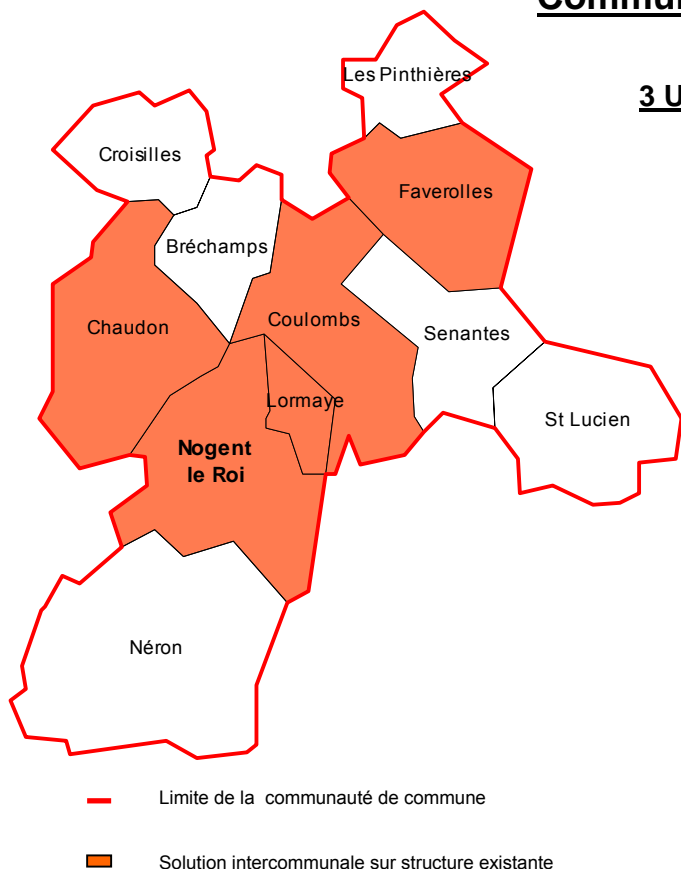 3 U
Les Pinthières
Croisilles
Faverolles
Bréchamps
Chaudon
Coulombs
Senantes
Lormaye
St Lucien
Nogent
le Roi
Néron
Limite de la communauté de commune
Solution intercommunale sur structure existante